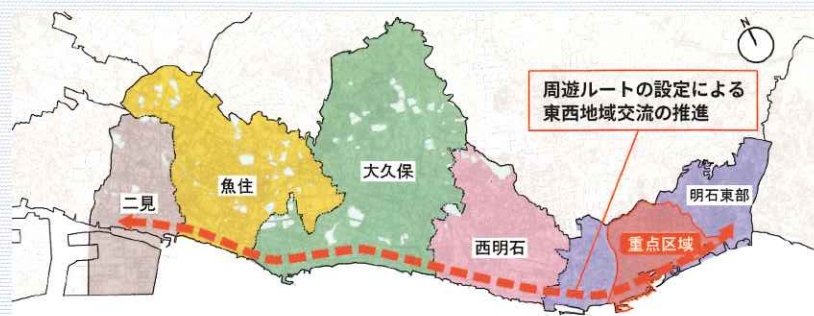 周遊ルートの設定による
東西地域交流の推進
N
二見
魚住
大久保
西明石
明石東部
重点区域